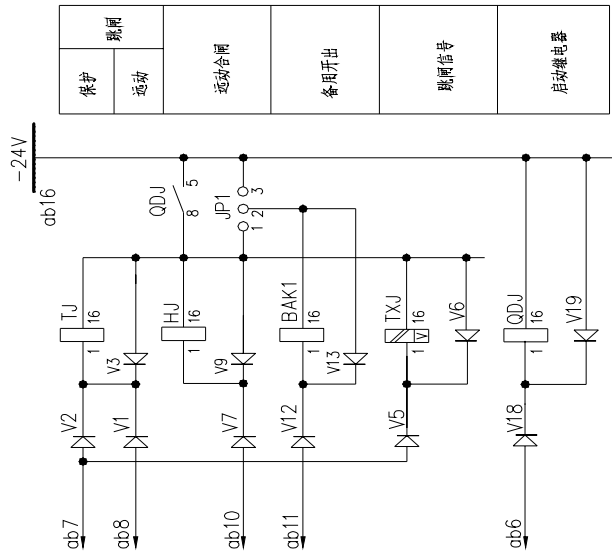 跳闸
保护
远动
远动合闸
备用开出
跳闸信号
启动继电器
-24V
ab16
QDJ
8 5
JP1
1 2 3
TJ
1 16
V3
V2
V1
HJ
1 16
V9
V7
BAK1
1 16
V13
V12
TXJ
1 V 16
V6
V5
QDJ
1 16
V19
V18
ab7
ab8
ab10
ab11
ab6